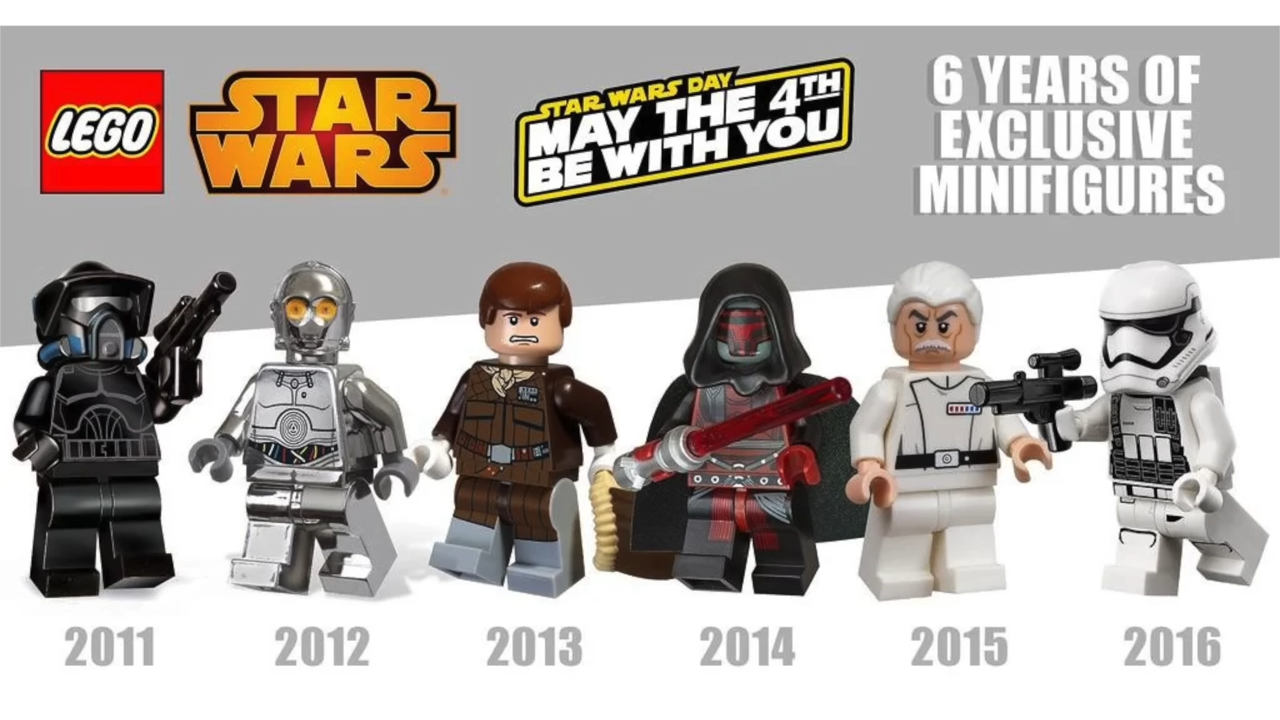 LEGO
STAR
WARS
STAR WARS DAY
MAY THE 4TH
BE WITH YOU
6 YEARS OF
EXCLUSIVE
MINIFIGURES
2011
2012
2013
2014
2015
2016